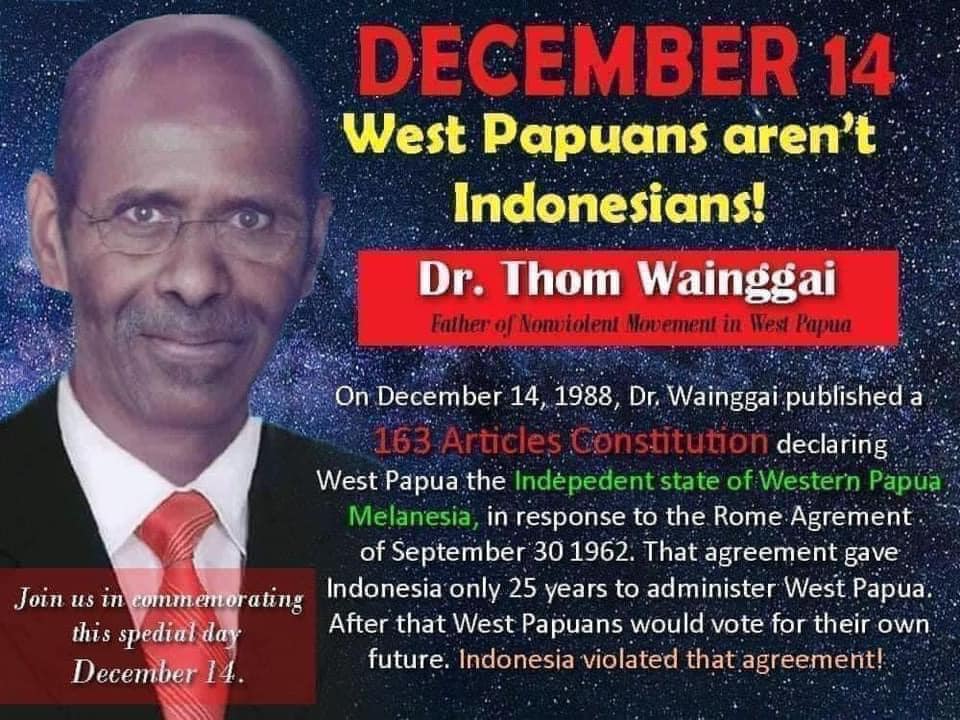 DECEMBER 14
West Papuans aren't
Indonesians!
Dr. Thom Wainggai
Father of Nonviolent Movement in West Papua
On December 14, 1988, Dr. Wainggai published a
163 Articles Constitution declaring
West Papua the Indepedent state of Western Papua
Melanesia, in response to the Rome Agrement
of September 30 1962. That agreement gave
Indonesia only 25 years to administer West Papua.
After that West Papuans would vote for their own
future. Indonesia violated that agreement!
Join us in commemorating
this spedial day
December 14.